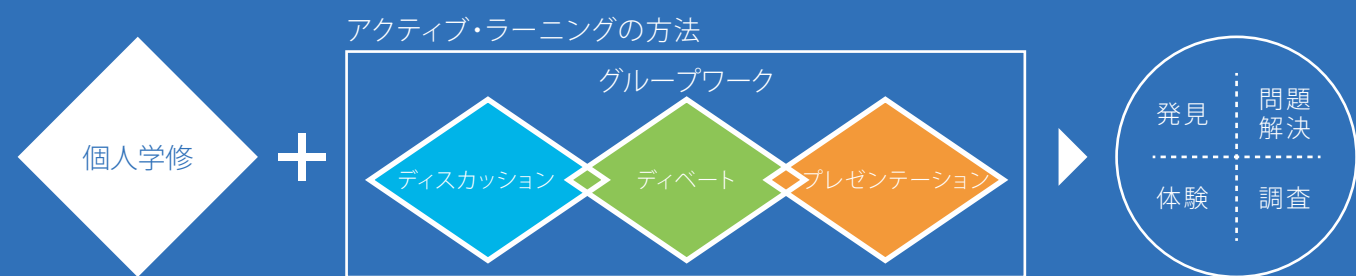 アクティブ・ラーニングの方法
グループワーク
個人学修
+
ディスカッション
ディベート
プレゼンテーション
発見
問題
解決
体験
調査